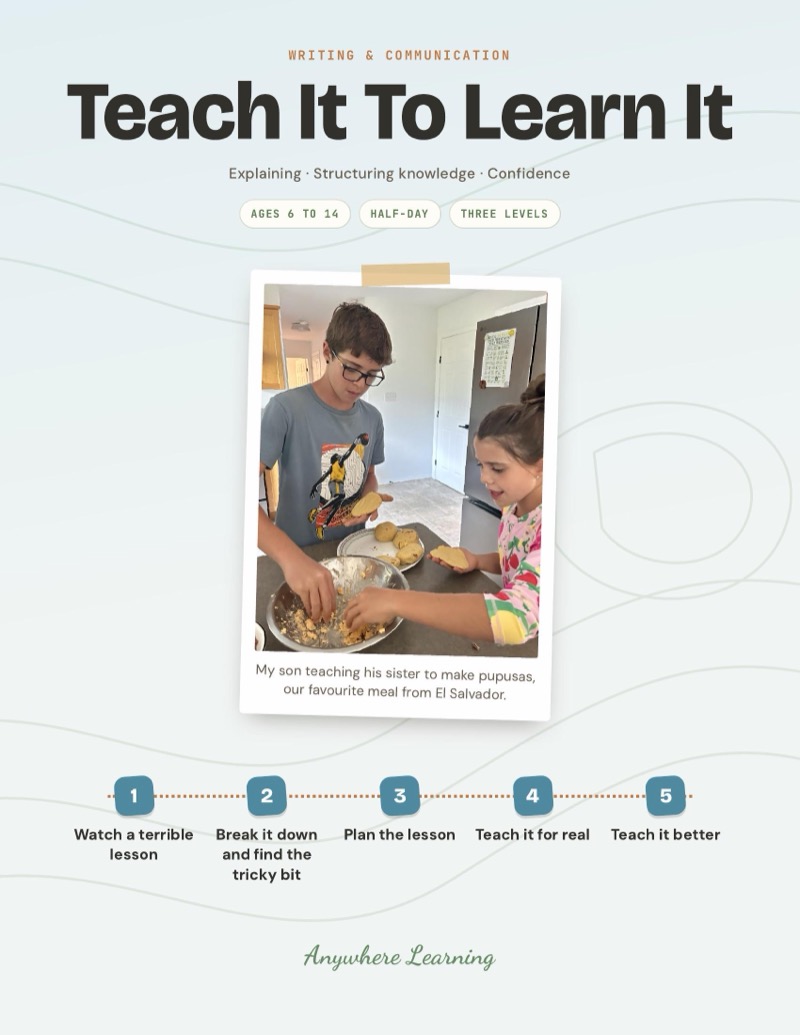 WRITING & COMMUNICATION
Teach It To Learn It
Explaining · Structuring knowledge · Confidence
AGES 6 TO 14
HALF-DAY
THREE LEVELS
My son teaching his sister to make pupusas,
our favourite meal from El Salvador.
1
Watch a terrible
lesson
2
Break it down
and find the
tricky bit
3
Plan the lesson
4
Teach it for real
5
Teach it better
Anywhere Learning